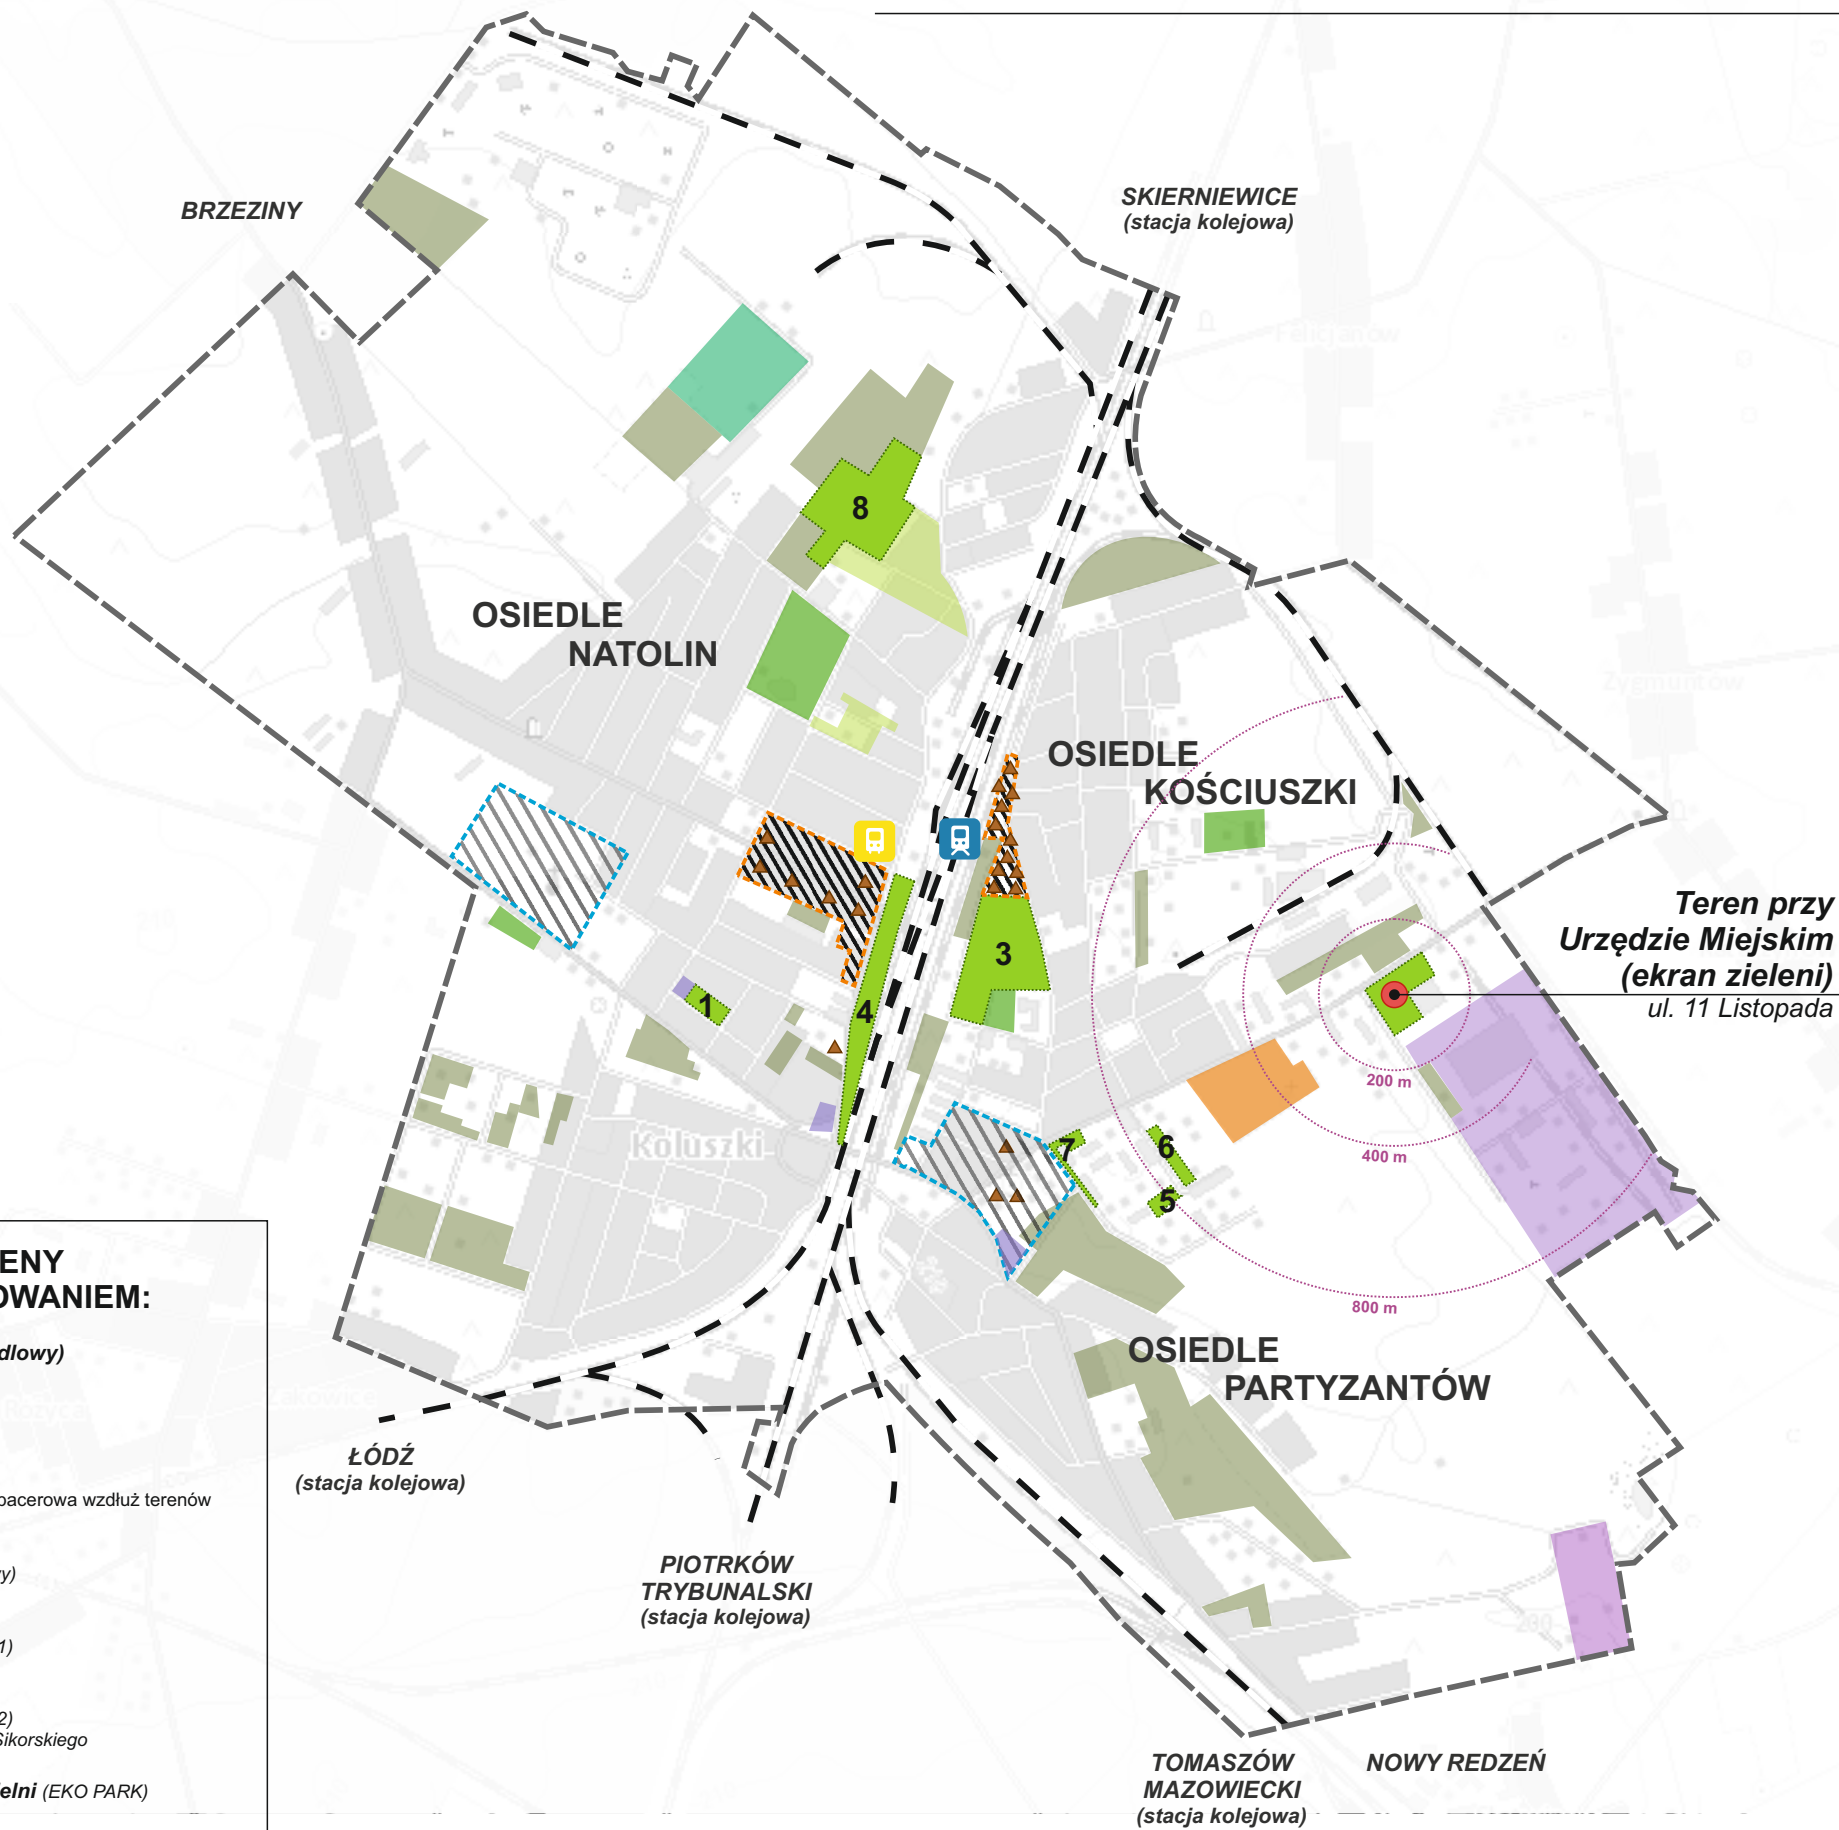 BRZEZINY
SKIERNIEWICE
(stacja kolejowa)
Felicjanów
8
OSIEDLE
NATOLIN
Zygmuntów
OSIEDLE
KOŚCIUSZKI
Teren przy
Urzędzie Miejskim
(ekran zieleni)
ul. 11 Listopada
3
1
4
200 m
Koluszki
7
6
400 m
5
800 m
ENY
OWANIEM:
dlowy)
pacerowa wzdłuż terenów
y)
1)
2)
Sikorskiego
elni (EKO PARK)
OSIEDLE
PARTYZANTÓW
ŁÓDŹ
(stacja kolejowa)
PIOTRKÓW
TRYBUNALSKI
(stacja kolejowa)
TOMASZÓW
MAZOWIECKI
(stacja kolejowa)
NOWY REDZEŃ